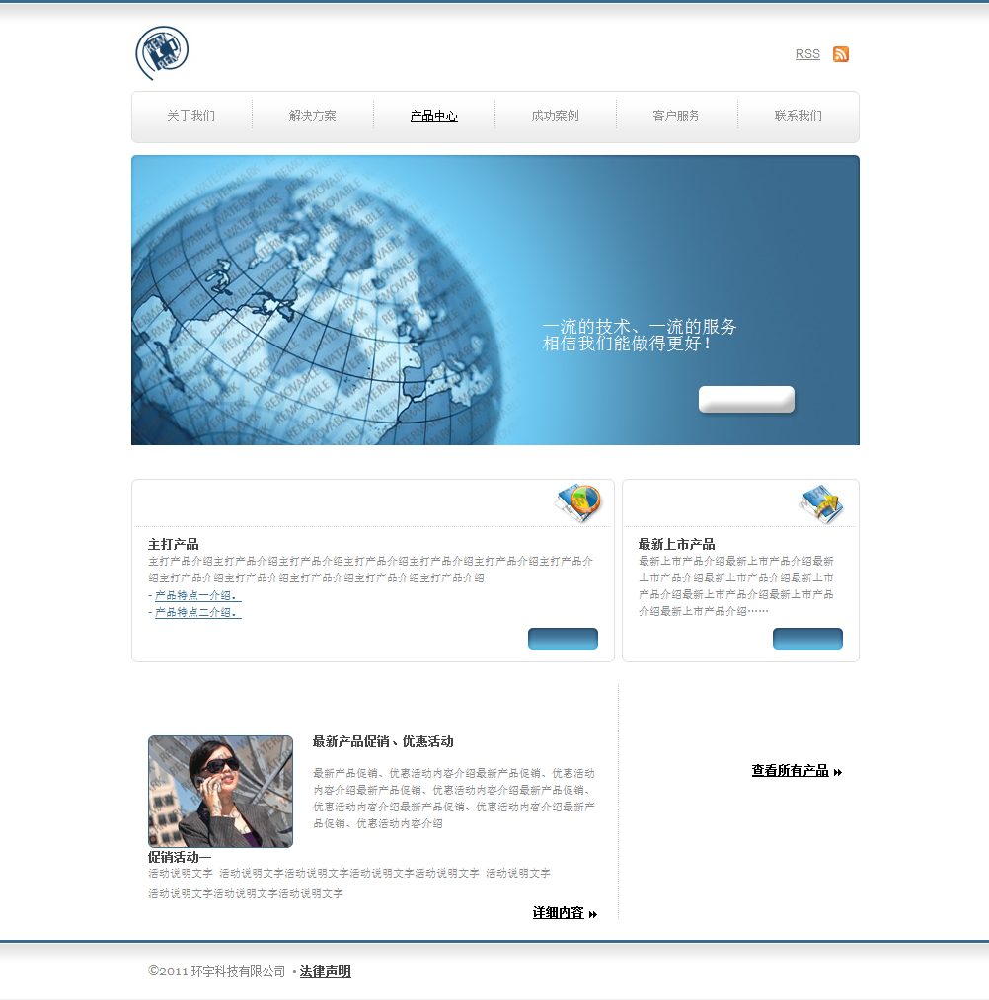 RSS
关于我们
解决方案
产品中心
成功案例
客户服务
联系我们
REMOVABLE WATERMARK
一流的技术、一流的服务
相信我们能做得更好！
主打产品
主打产品介绍主打产品介绍主打产品介绍主打产品介绍主打产品介绍主打产品介绍主打产品介
绍主打产品介绍主打产品介绍主打产品介绍主打产品介绍主打产品介绍
- 产品特点一介绍。
- 产品特点二介绍。
最新上市产品
最新上市产品介绍最新上市产品介绍最新
上市产品介绍最新上市产品介绍最新上市
产品介绍最新上市产品介绍最新上市产品
介绍最新上市产品介绍……
最新产品促销、优惠活动
最新产品促销、优惠活动内容介绍最新产品促销、优惠活动
内容介绍最新产品促销、优惠活动内容介绍最新产品促销、
优惠活动内容介绍最新产品促销、优惠活动内容介绍最新产
品促销、优惠活动内容介绍
促销活动一
活动说明文字 活动说明文字活动说明文字活动说明文字活动说明文字 活动说明文字
活动说明文字活动说明文字活动说明文字
详细内容
查看所有产品
©2011 环宇科技有限公司 • 法律声明